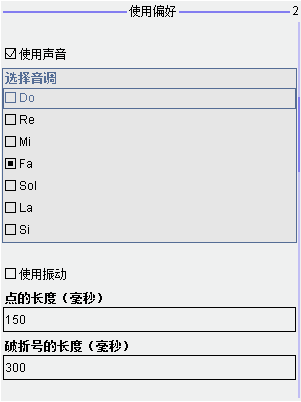 使用偏好 2
使用声音
选择音调
Do
Re
Mi
Fa
Sol
La
Si
使用振动
点的长度（毫秒）
150
破折号的长度（毫秒）
300